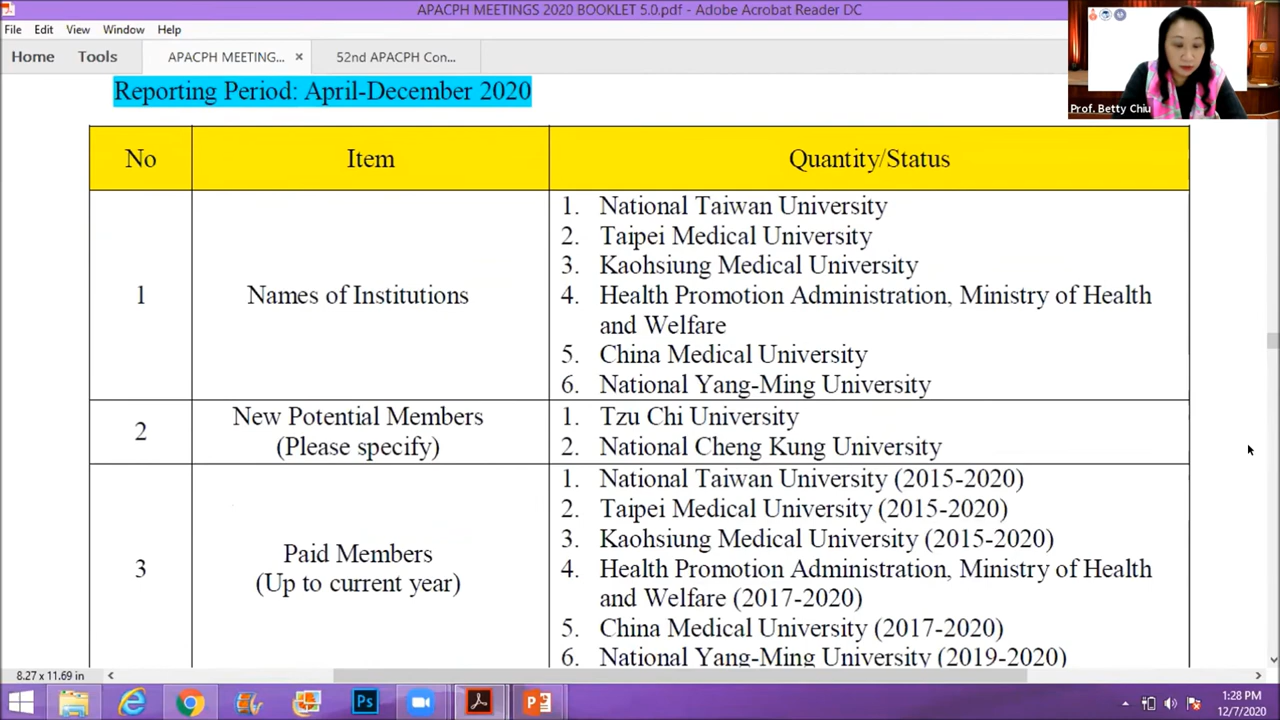 APACPH MEETINGS 2020 BOOKLET 5.0.pdf - Adobe Acrobat Reader DC
File Edit View Window Help
Home Tools APACPH MEETING... × 52nd APACPH Con...
Prof. Betty Chiu
Reporting Period: April-December 2020
No Item Quantity/Status
1 Names of Institutions
1. National Taiwan University
2. Taipei Medical University
3. Kaohsiung Medical University
4. Health Promotion Administration, Ministry of Health
and Welfare
5. China Medical University
6. National Yang-Ming University
2 New Potential Members
(Please specify)
1. Tzu Chi University
2. National Cheng Kung University
3 Paid Members
(Up to current year)
1. National Taiwan University (2015-2020)
2. Taipei Medical University (2015-2020)
3. Kaohsiung Medical University (2015-2020)
4. Health Promotion Administration, Ministry of Health
and Welfare (2017-2020)
5. China Medical University (2017-2020)
6. National Yang-Ming University (2019-2020)
8.27 x 11.69 in
Ps
1:28 PM
12/7/2020